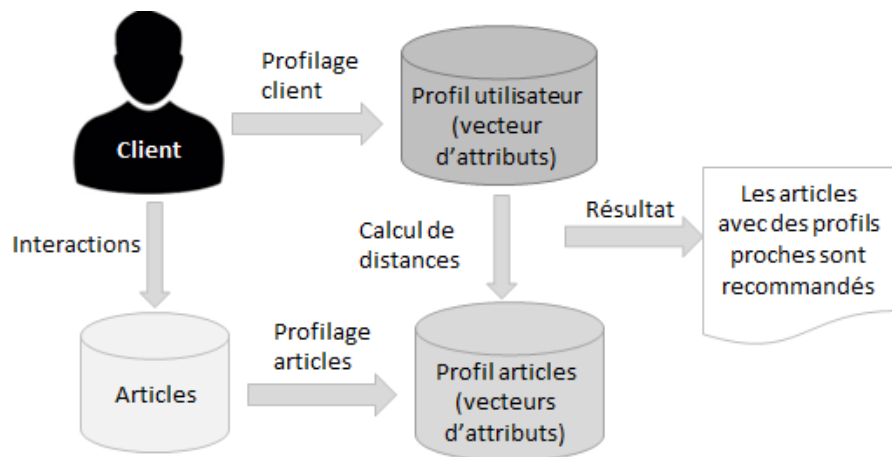 Profilage
client
Client
Profil utilisateur
(vecteur
d'attributs)
Interactions
Calcul de
distances
Résultat
Les articles
avec des profils
proches sont
recommandés
Articles
Profilage
articles
Profil articles
(vecteurs
d'attributs)